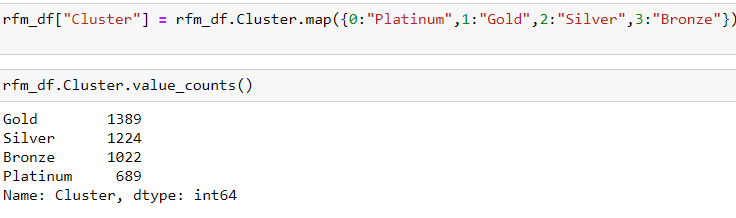 rfm_df["Cluster"] = rfm_df.Cluster.map({0:"Platinum",1:"Gold",2:"Silver",3:"Bronze"})
rfm_df.Cluster.value_counts()
Gold        1389
Silver      1224
Bronze      1022
Platinum     689
Name: Cluster, dtype: int64